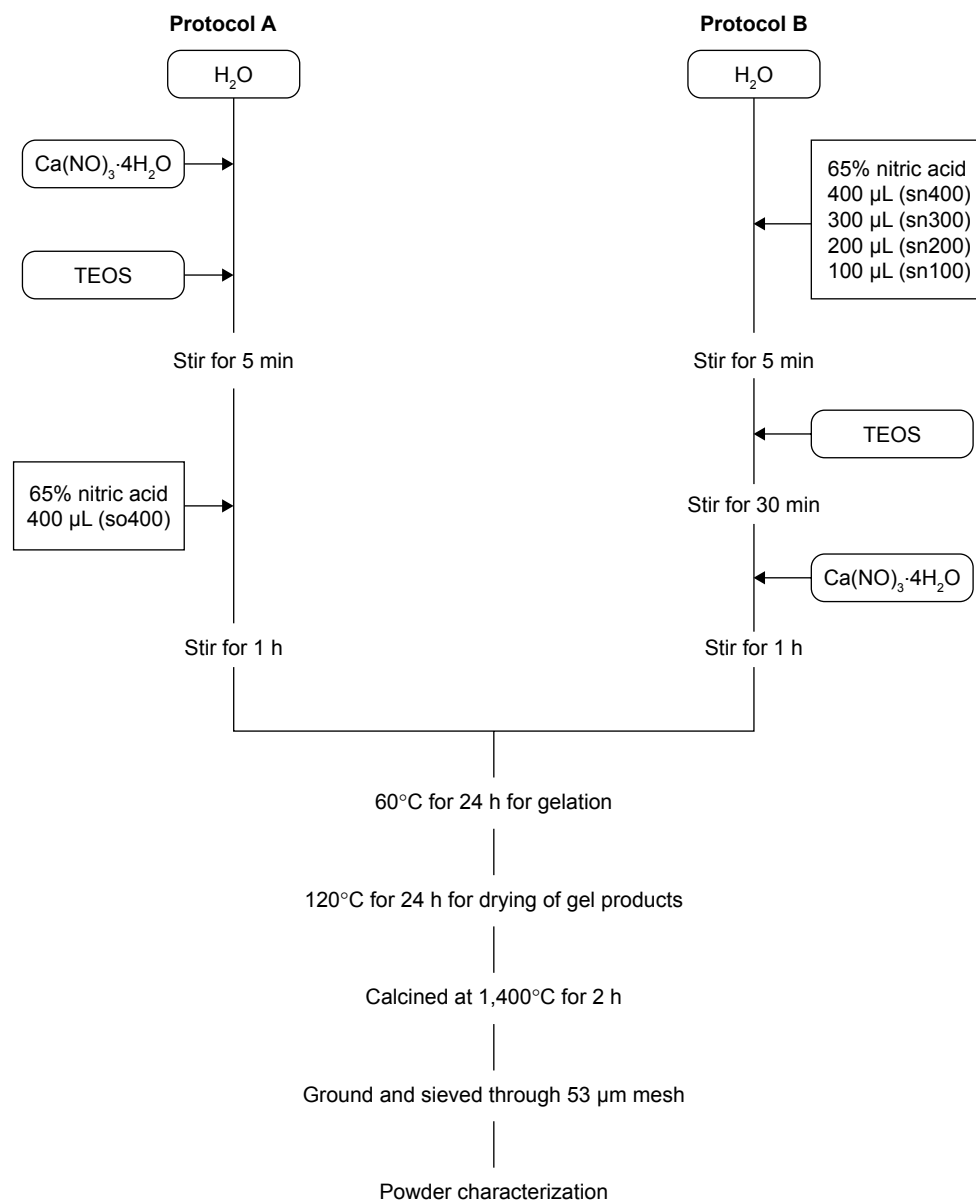 Protocol A
H₂O
Ca(NO)₃·4H₂O
TEOS
Stir for 5 min
65% nitric acid
400 µL (so400)
Stir for 1 h
Protocol B
H₂O
65% nitric acid
400 µL (sn400)
300 µL (sn300)
200 µL (sn200)
100 µL (sn100)
Stir for 5 min
TEOS
Stir for 30 min
Ca(NO)₃·4H₂O
Stir for 1 h
60°C for 24 h for gelation
120°C for 24 h for drying of gel products
Calcined at 1,400°C for 2 h
Ground and sieved through 53 µm mesh
Powder characterization